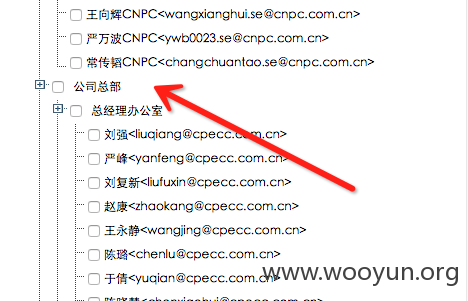 王向辉CNPC<wangxianghui.se@cnpc.com.cn>
严万波CNPC<ywb0023.se@cnpc.com.cn>
常传韬CNPC<changchuantao.se@cnpc.com.cn>
公司总部
总经理办公室
刘强<liuqiang@cpecc.com.cn>
严峰<yanfeng@cpecc.com.cn>
刘复新<liufuxin@cpecc.com.cn>
赵康<zhaokang@cpecc.com.cn>
王永静<wangjing@cpecc.com.cn>
陈璐<chenlu@cpecc.com.cn>
于倩<yuqian@cpecc.com.cn>
www.wooyun.org